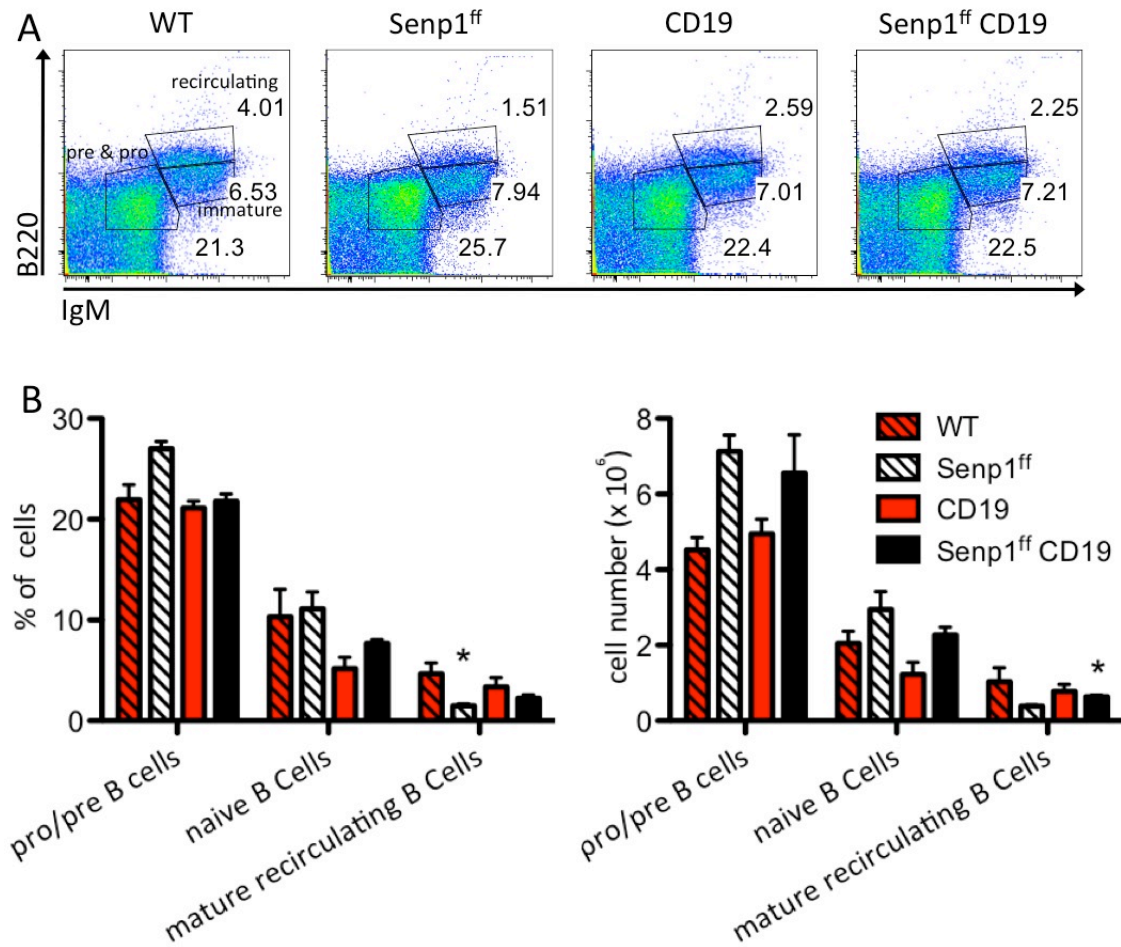 A
WT
Senp1ff
CD19
Senp1ff CD19
recirculating
4.01
pre & pro
6.53
immature
21.3
1.51
7.94
25.7
2.59
7.01
22.4
2.25
7.21
22.5
B220
IgM
B
30
20
10
0
% of cells
pro/pre B cells
naive B Cells
mature recirculating B Cells
8
6
4
2
0
cell number (x 10⁶)
*
*
WT
Senp1ff
CD19
Senp1ff CD19
pro/pre B cells
naive B Cells
mature recirculating B Cells